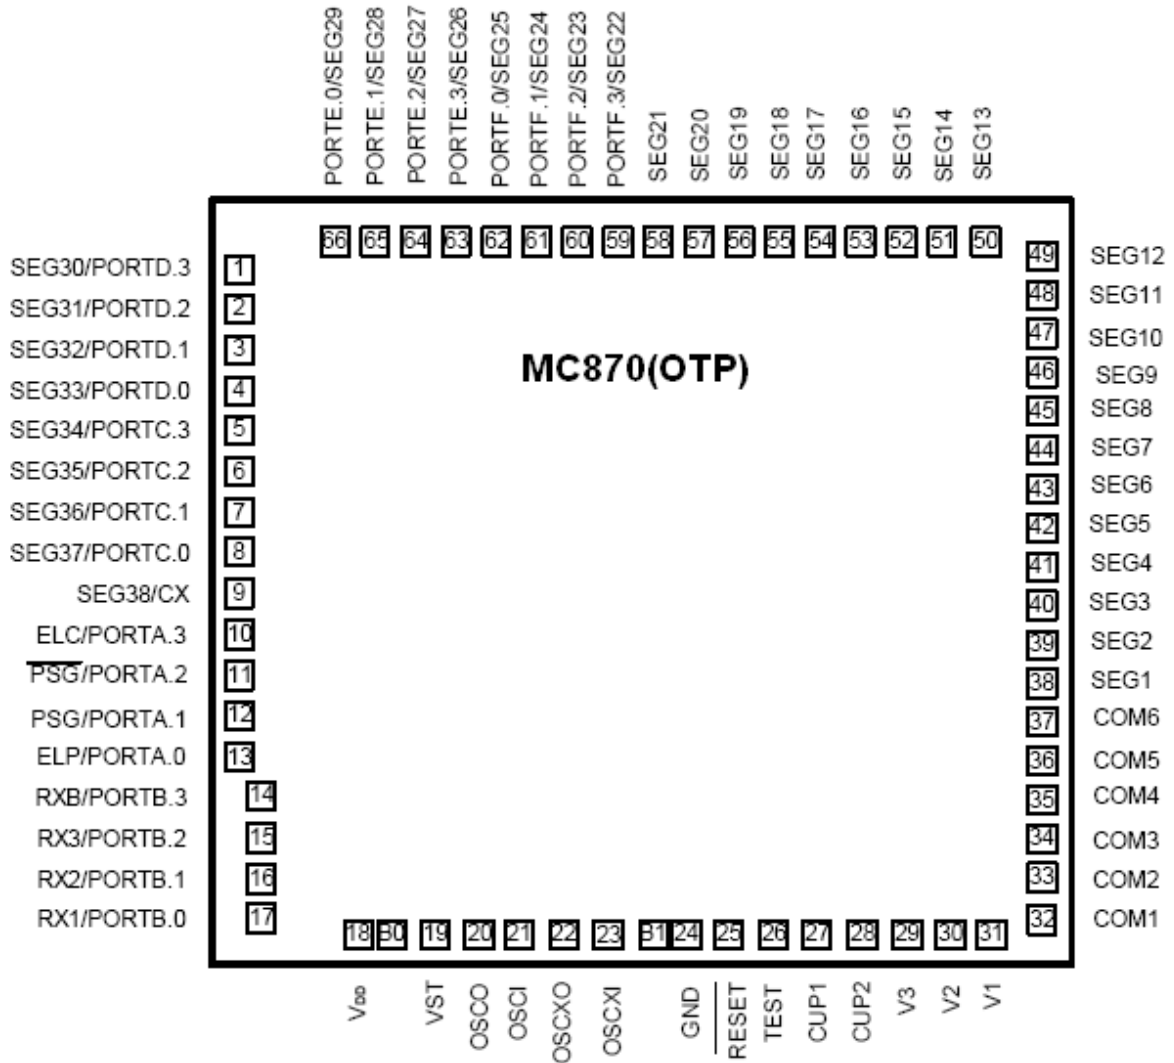 PORTE.0/SEG29
PORTE.1/SEG28
PORTE.2/SEG27
PORTE.3/SEG26
PORTF.0/SEG25
PORTF.1/SEG24
PORTF.2/SEG23
PORTF.3/SEG22
SEG21
SEG20
SEG19
SEG18
SEG17
SEG16
SEG15
SEG14
SEG13
66 65 64 63 62 61 60 59 58 57 56 55 54 53 52 51 50
MC870(OTP)
SEG30/PORTD.3 1
SEG31/PORTD.2 2
SEG32/PORTD.1 3
SEG33/PORTD.0 4
SEG34/PORTC.3 5
SEG35/PORTC.2 6
SEG36/PORTC.1 7
SEG37/PORTC.0 8
SEG38/CX 9
ELC/PORTA.3 10
PSG/PORTA.2 11
PSG/PORTA.1 12
ELP/PORTA.0 13
RXB/PORTB.3 14
RX3/PORTB.2 15
RX2/PORTB.1 16
RX1/PORTB.0 17
49 SEG12
48 SEG11
47 SEG10
46 SEG9
45 SEG8
44 SEG7
43 SEG6
42 SEG5
41 SEG4
40 SEG3
39 SEG2
38 SEG1
37 COM6
36 COM5
35 COM4
34 COM3
33 COM2
32 COM1
18 B0 19 20 21 22 23 B1 24 25 26 27 28 29 30 31
VDD
VST
OSCO
OSCI
OSCXO
OSCXI
GND
RESET
TEST
CUP1
CUP2
V3
V2
V1